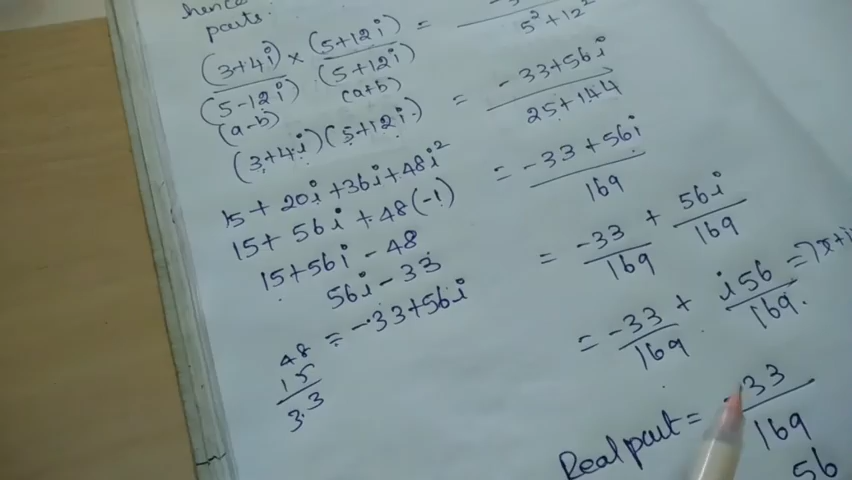 hence
parts.
(3+4i)/(5-12i) × (5+12i)/(5+12i) =
(a-b) (a+b)
(3+4i)(5+12i)
15+20i+36i+48i²
15+56i+48(-1)
15+56i-48
56i-33
= -33+56i
48
15
33
5²+12²
= -33+56i/25+144
= -33+56i/169
= -33/169 + 56i/169
= -33/169 + i56/169 =
Real part = -33/169
56